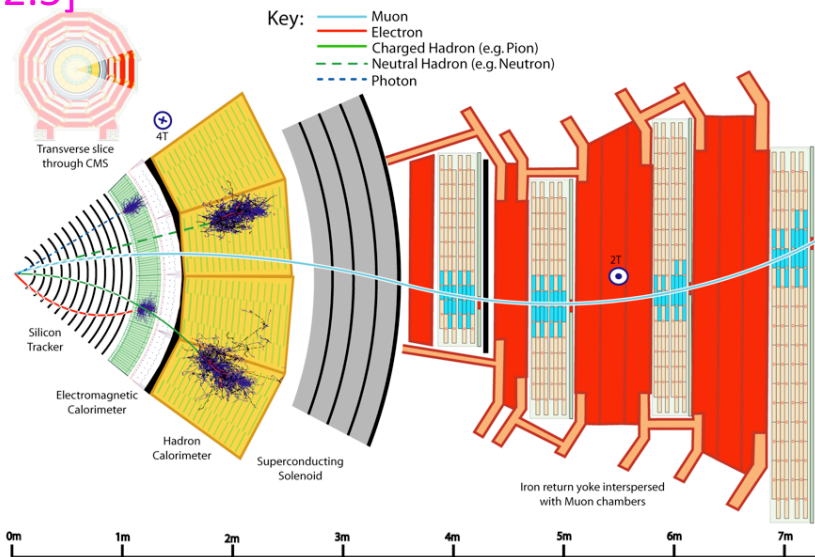 2.5]
Key:
Muon
Electron
Charged Hadron (e.g. Pion)
Neutral Hadron (e.g. Neutron)
Photon
Transverse slice
through CMS
4T
2T
Silicon
Tracker
Electromagnetic
Calorimeter
Hadron
Calorimeter
Superconducting
Solenoid
Iron return yoke interspersed
with Muon chambers
0m 1m 2m 3m 4m 5m 6m 7m